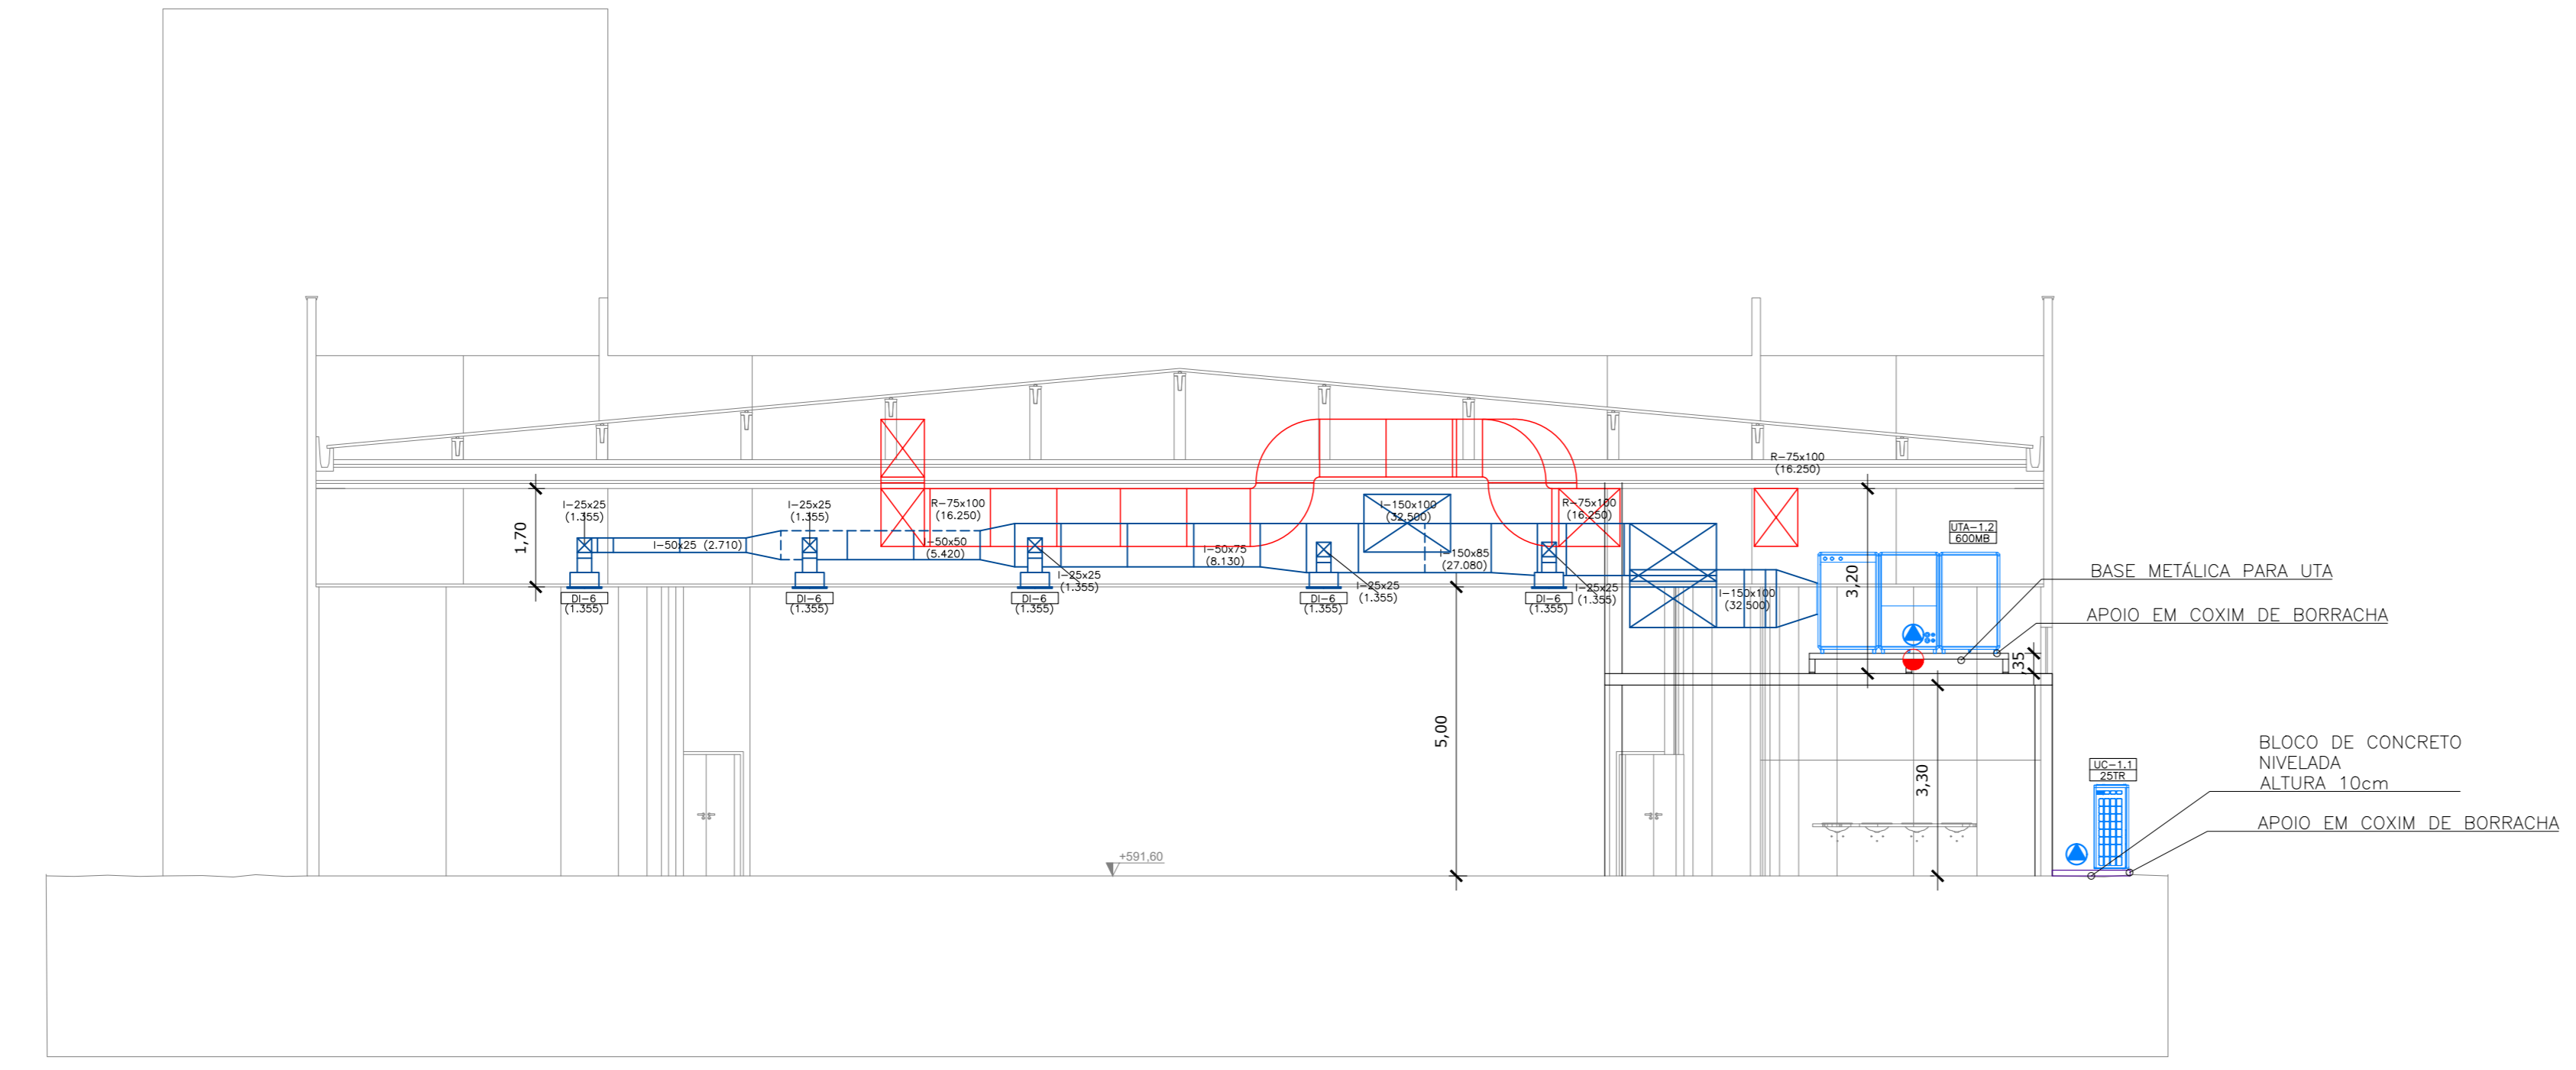 R-75x100
(16.250)
I-25x25
(1.355)
I-25x25
(1.355)
R-75x100
(16.250)
I-150x100
(32.500)
R-75x100
(16.250)
1,70
I-50x25 (2.710)
I-50x50
(5.420)
I-50x75
(8.130)
I-150x85
(27.080)
UTA-1.2
600MB
I-25x25
(1.355)
I-25x25
(1.355)
I-25x25
(1.355)
I-150x100
(32.500)
3,20
BASE METÁLICA PARA UTA
DI-6
(1.355)
DI-6
(1.355)
DI-6
(1.355)
DI-6
(1.355)
DI-6
(1.355)
APOIO EM COXIM DE BORRACHA
,35
5,00
3,30
BLOCO DE CONCRETO
NIVELADA
ALTURA 10cm
UC-1.1
25TR
APOIO EM COXIM DE BORRACHA
+591,60